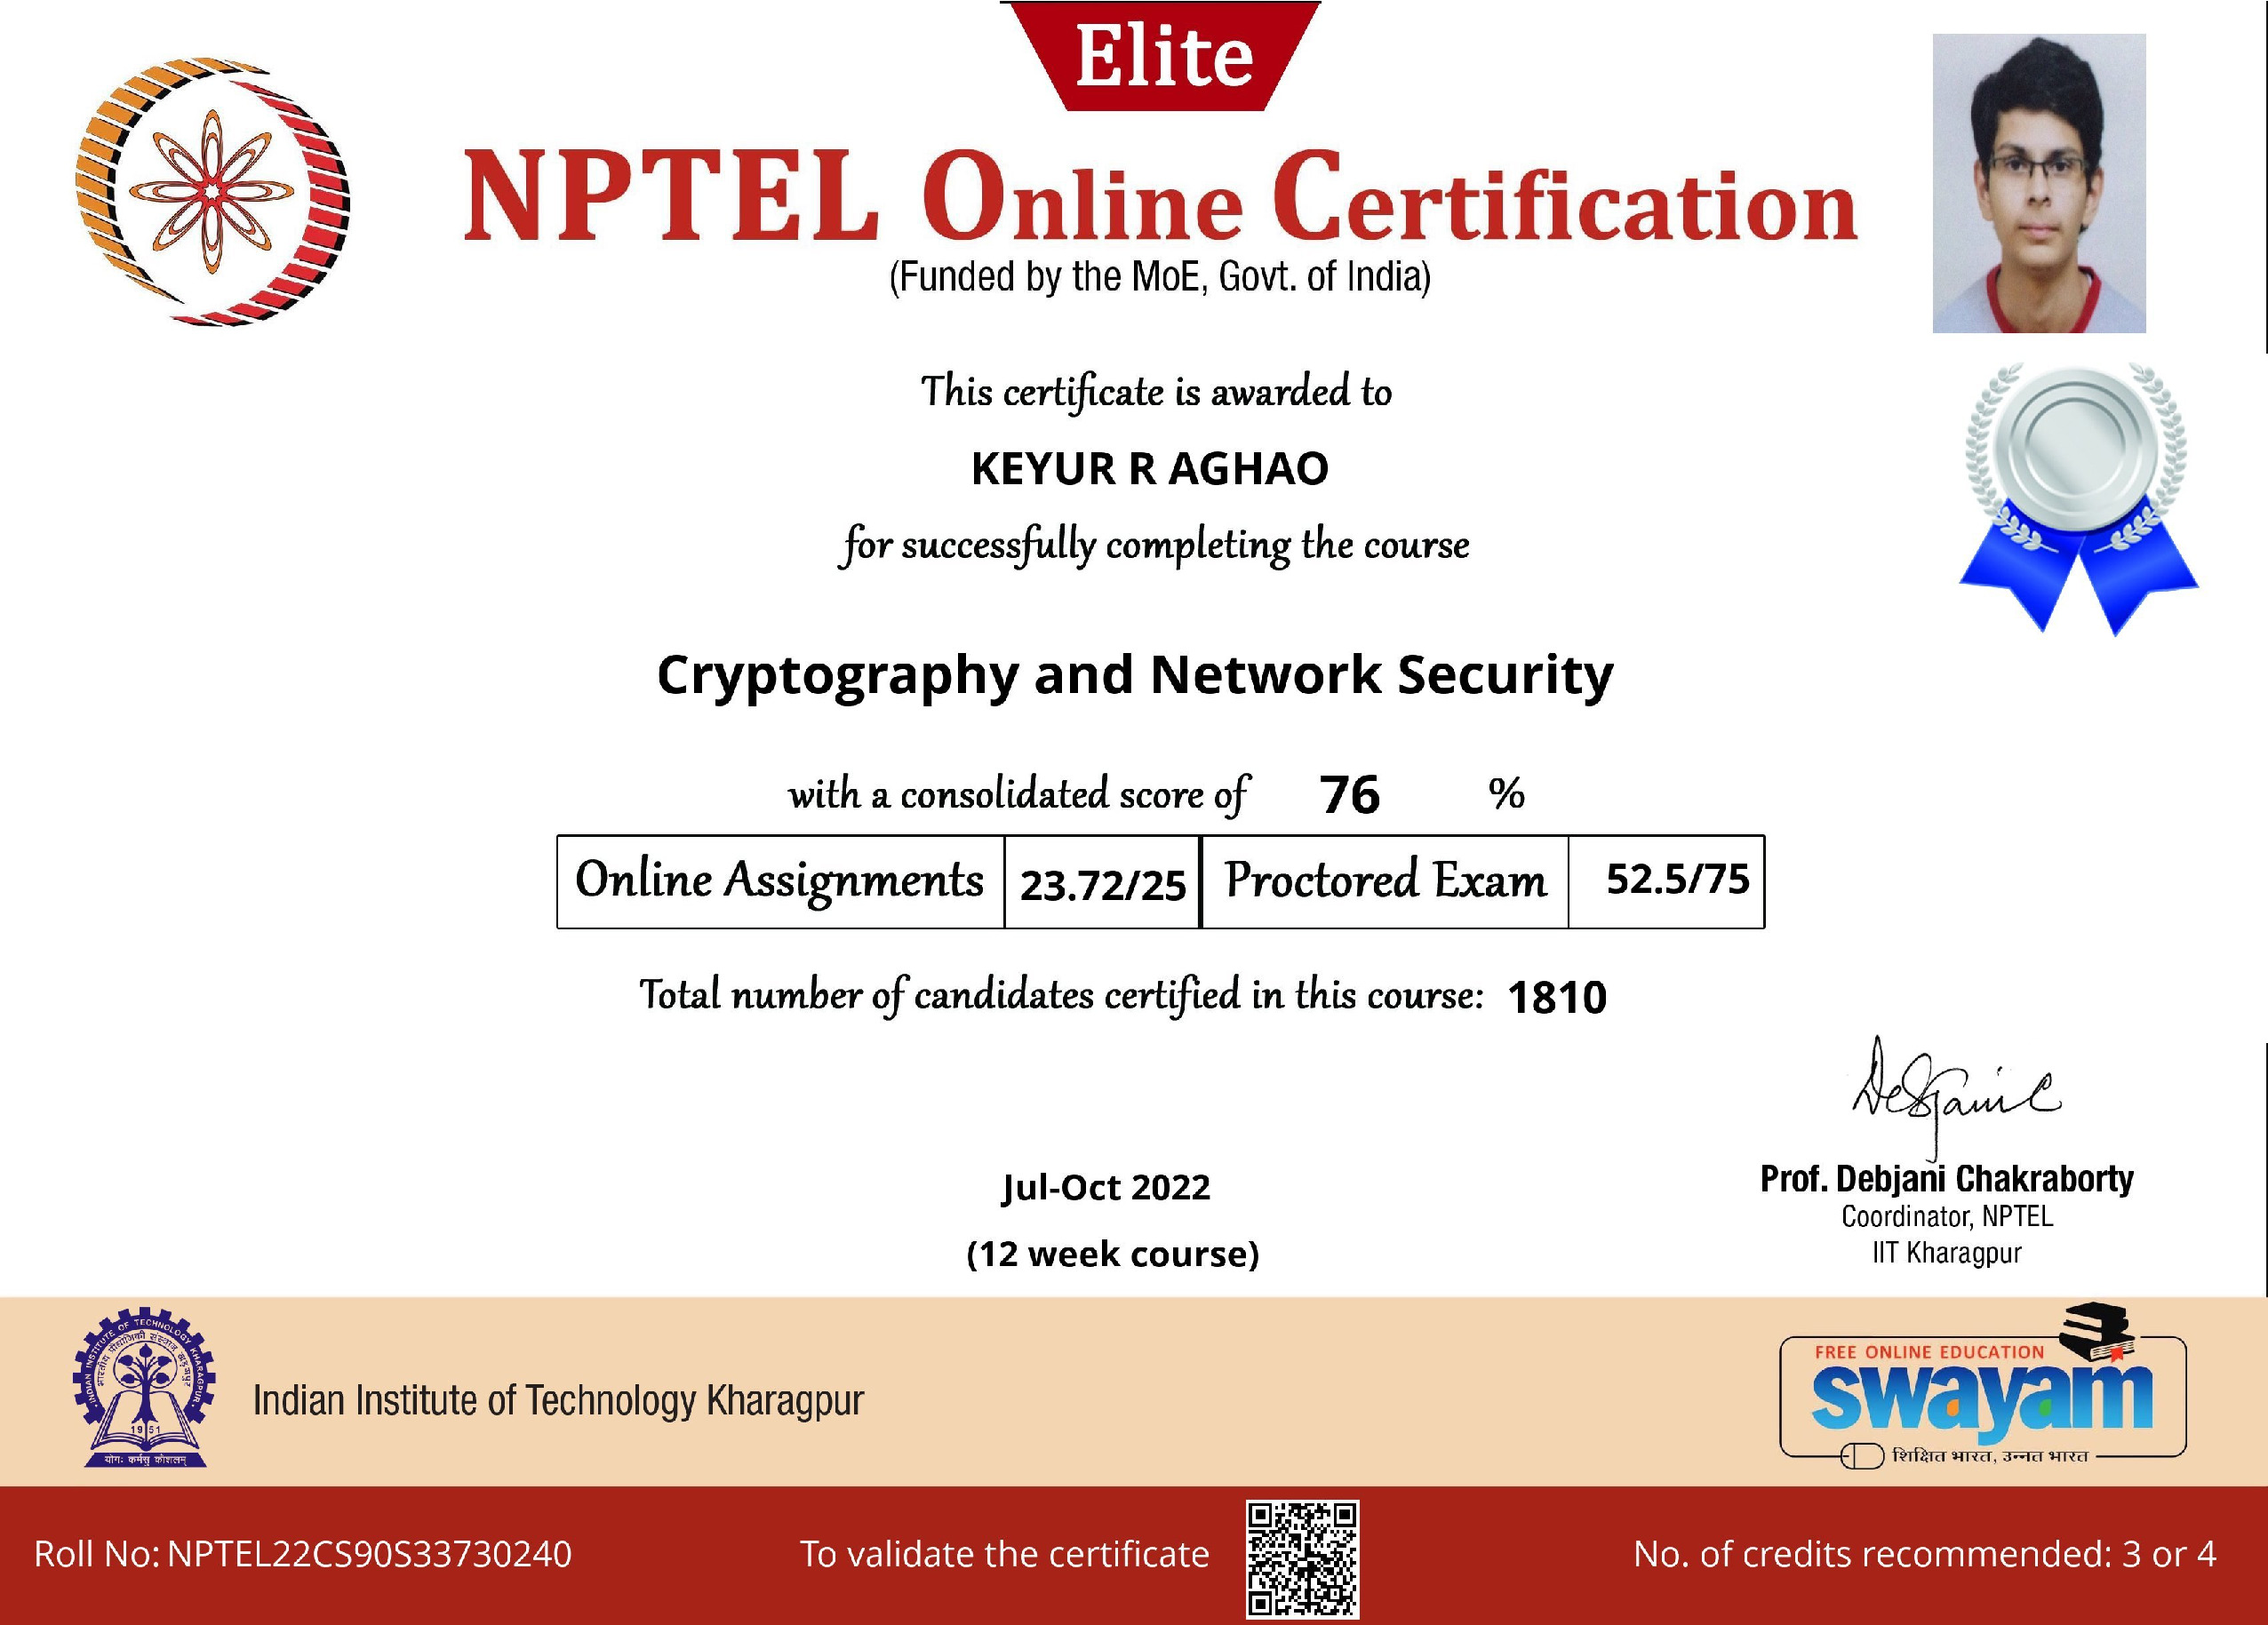 Elite
NPTEL Online Certification
(Funded by the MoE, Govt. of India)
This certificate is awarded to
KEYUR R AGHAO
for successfully completing the course
Cryptography and Network Security
with a consolidated score of 76 %
Online Assignments 23.72/25 Proctored Exam 52.5/75
Total number of candidates certified in this course: 1810
Jul-Oct 2022
(12 week course)
Prof. Debjani Chakraborty
Coordinator, NPTEL
IIT Kharagpur
INDIAN INSTITUTE OF TECHNOLOGY KHARAGPUR
भारतीय प्रौद्योगिकी संस्थान खड़गपुर
1951
योगः कर्मसु कौशलम्
Indian Institute of Technology Kharagpur
FREE ONLINE EDUCATION
swayam
शिक्षित भारत, उन्नत भारत
Roll No: NPTEL22CS90S33730240
To validate the certificate
No. of credits recommended: 3 or 4